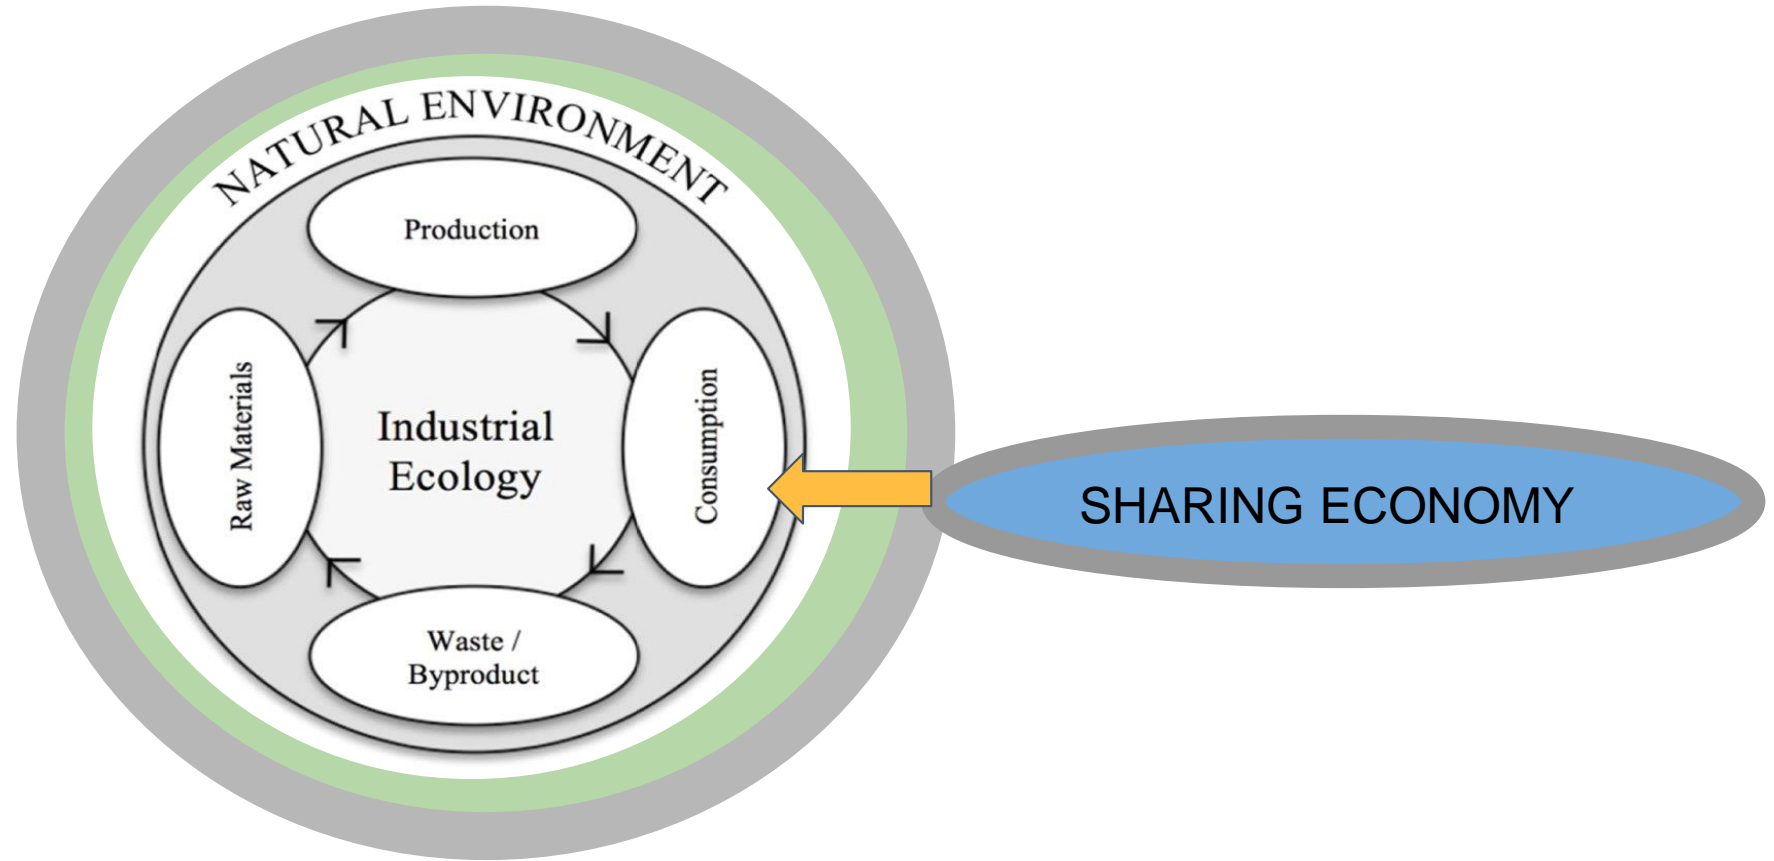 NATURAL ENVIRONMENT
Production
Raw Materials
Industrial
Ecology
Consumption
Waste /
Byproduct
SHARING ECONOMY